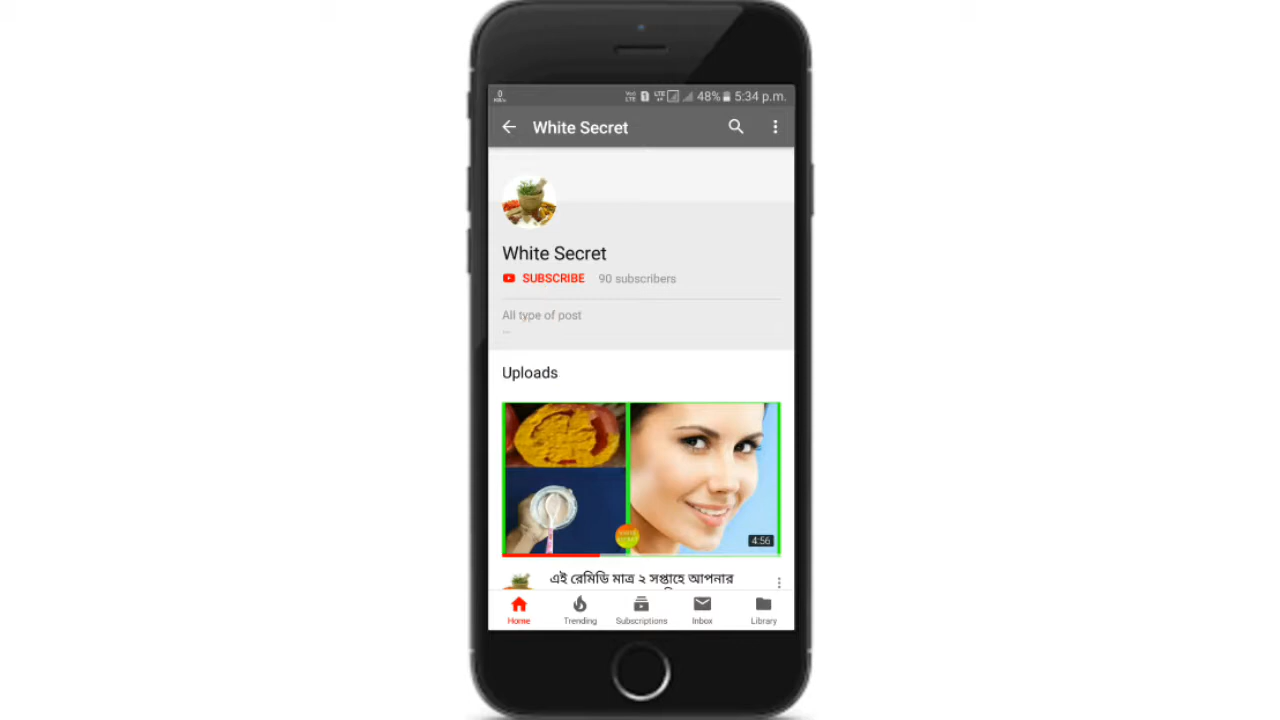 48% 5:34 p.m.
White Secret
White Secret
SUBSCRIBE 90 subscribers
All type of post
...
Uploads
4:56
এই রেমিডি মাত্র ২ সপ্তাহে আপনার
Home Trending Subscriptions Inbox Library